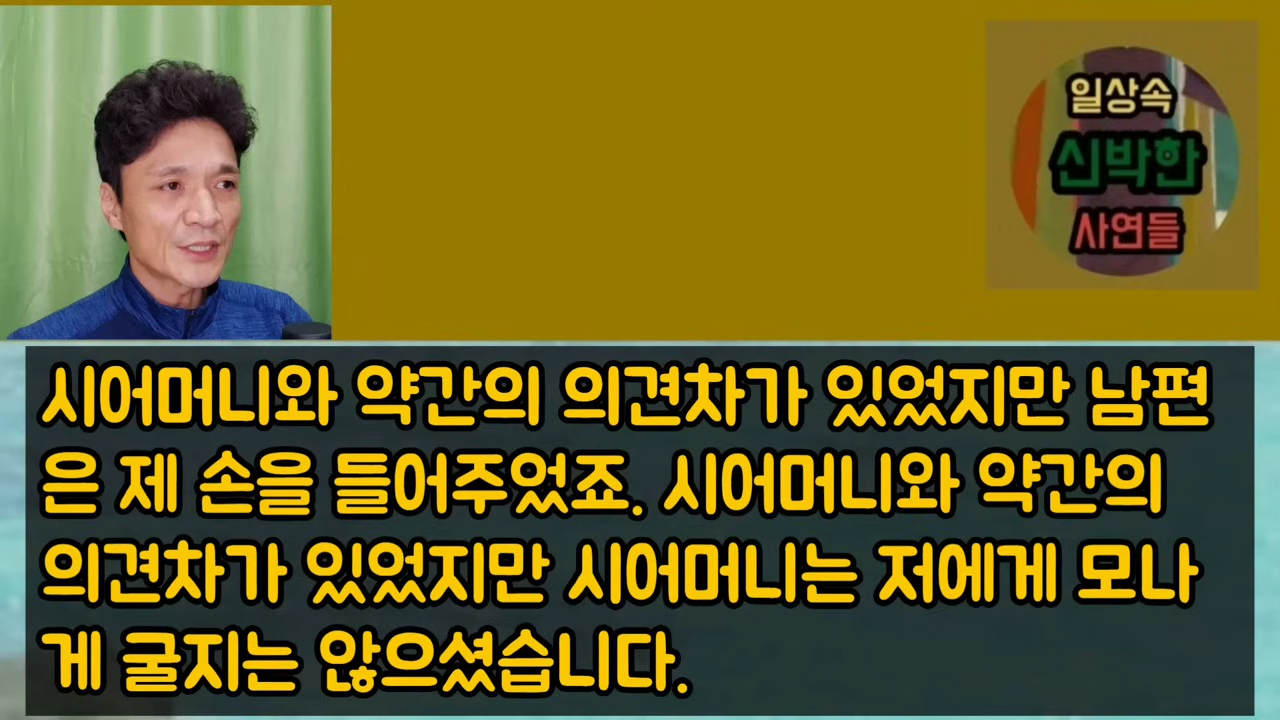 일상속
신박한
사연들
시어머니와 약간의 의견차가 있었지만 남편
은 제 손을 들어주었죠. 시어머니와 약간의
의견차가 있었지만 시어머니는 저에게 모나
게 굴지는 않으셨습니다.